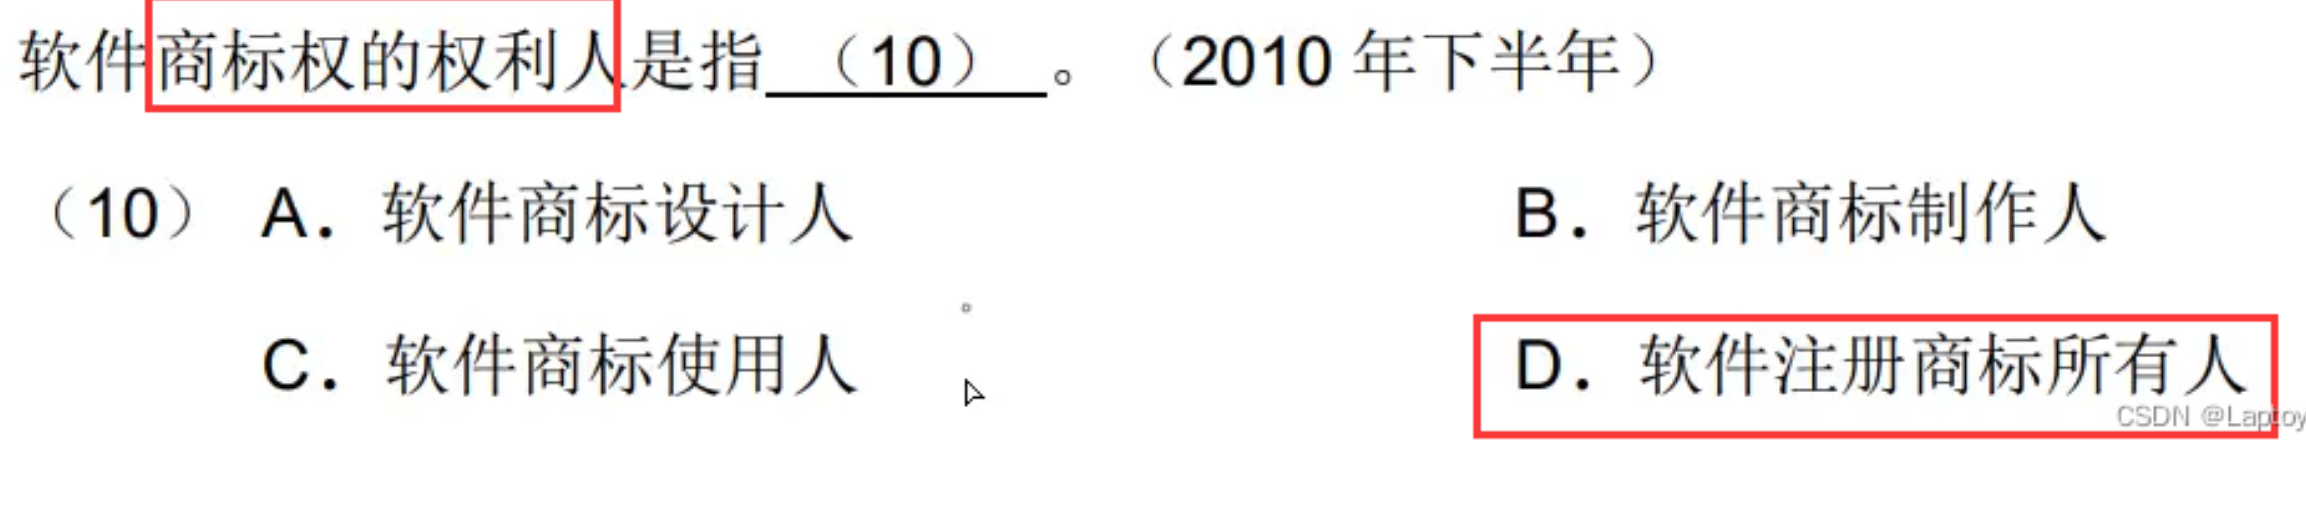 软件商标权的权利人是指 （10） 。（2010 年下半年）
（10） A．软件商标设计人 B．软件商标制作人
C．软件商标使用人 D．软件注册商标所有人
CSDN @Laptoy